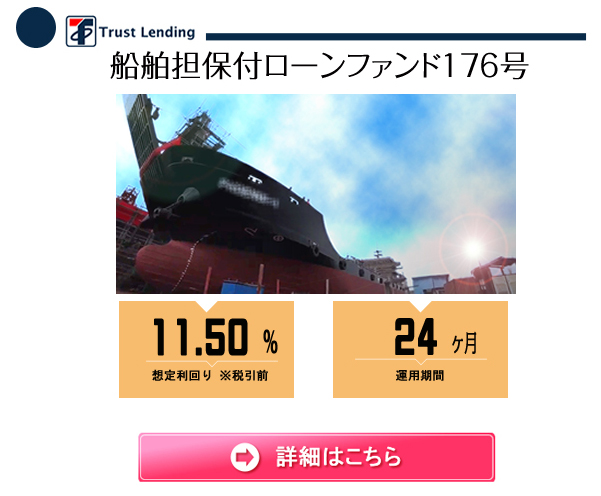 Trust Lending
船舶担保付ローンファンド176号
11.50 %
想定利回り ※税引前
24 ヶ月
運用期間
詳細はこちら